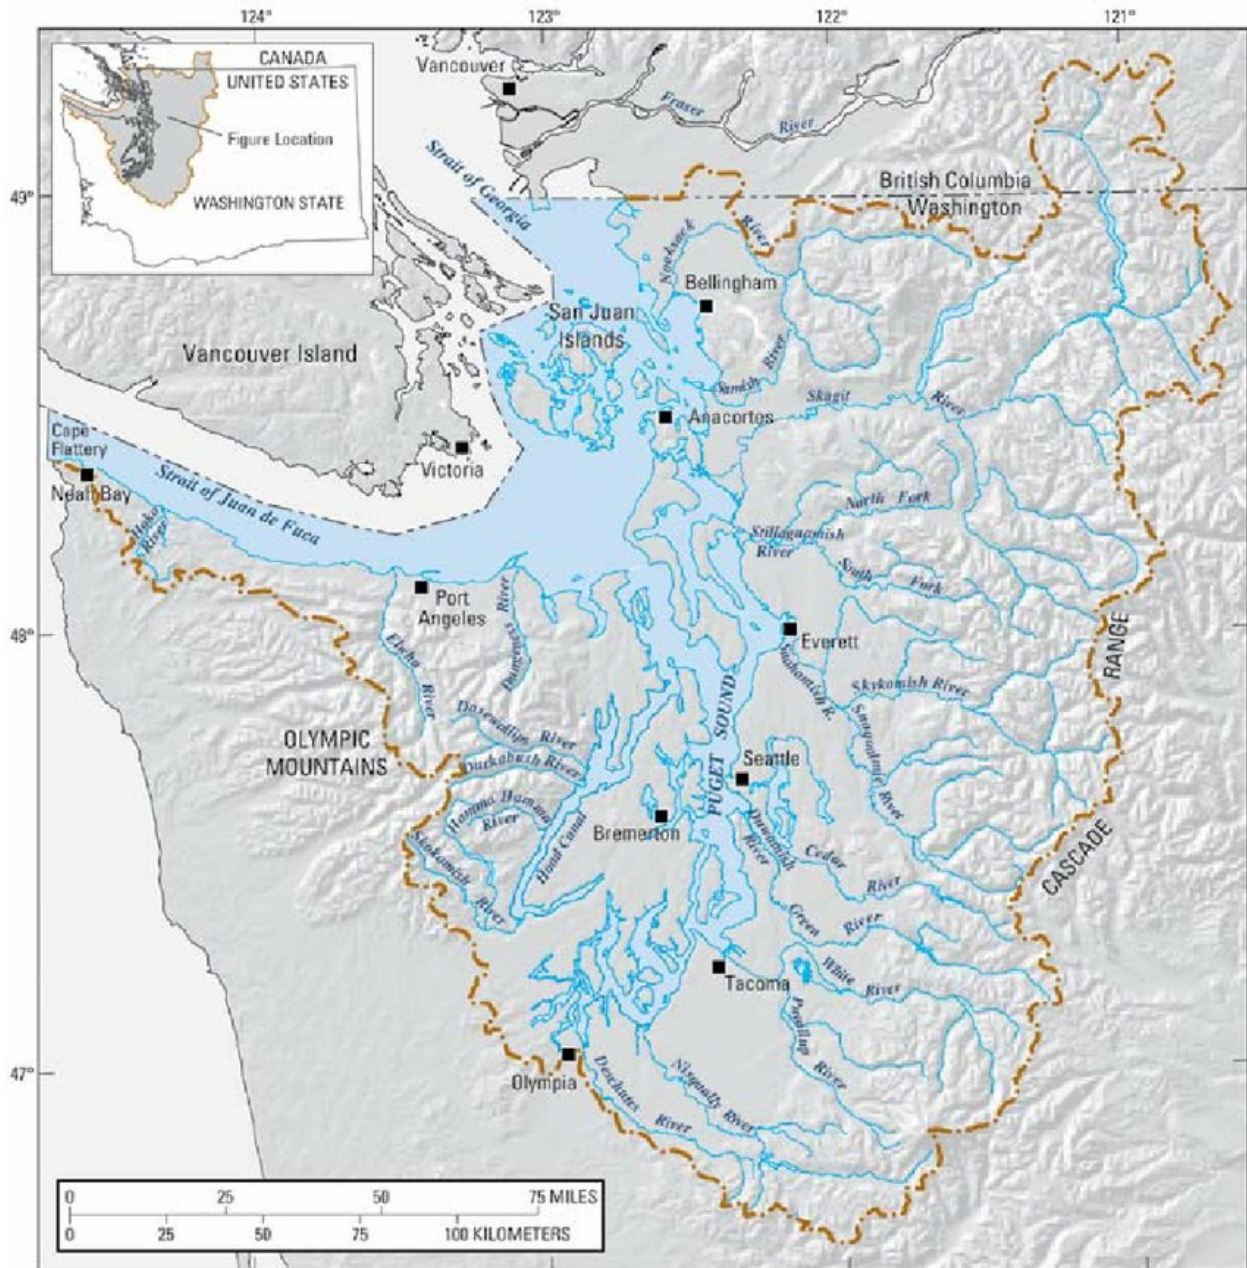 124°
123°
122°
121°
CANADA
UNITED STATES
Figure Location
WASHINGTON STATE
Vancouver
Fraser
River
Strait of Georgia
British Columbia
Washington
49°
Nooksack
River
Bellingham
San Juan
Islands
Vancouver Island
Samish River
Skagit
River
Anacortes
Cape
Flattery
Neah Bay
Victoria
Strait of Juan de Fuca
Hoko
River
North Fork
Stillaguamish
River
South Fork
Port
Angeles
Dungeness River
Elwha
River
48°
Everett
Snohomish R.
Skykomish River
Snoqualmie River
RANGE
CASCADE
PUGET SOUND
OLYMPIC
MOUNTAINS
Dosewallips River
Duckabush River
Hamma Hamma
River
Skokomish
River
Hood Canal
Seattle
Bremerton
Duwamish
River
Cedar
River
Green
River
White
River
Tacoma
Puyallup
River
47°
Olympia
Deschutes
River
Nisqually River
0 25 50 75 MILES
0 25 50 75 100 KILOMETERS